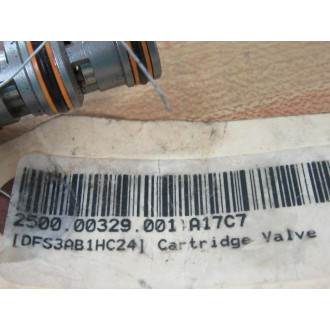 2500.00329.001 A17C7
[DFS3AB1HC24] Cartridge Valve